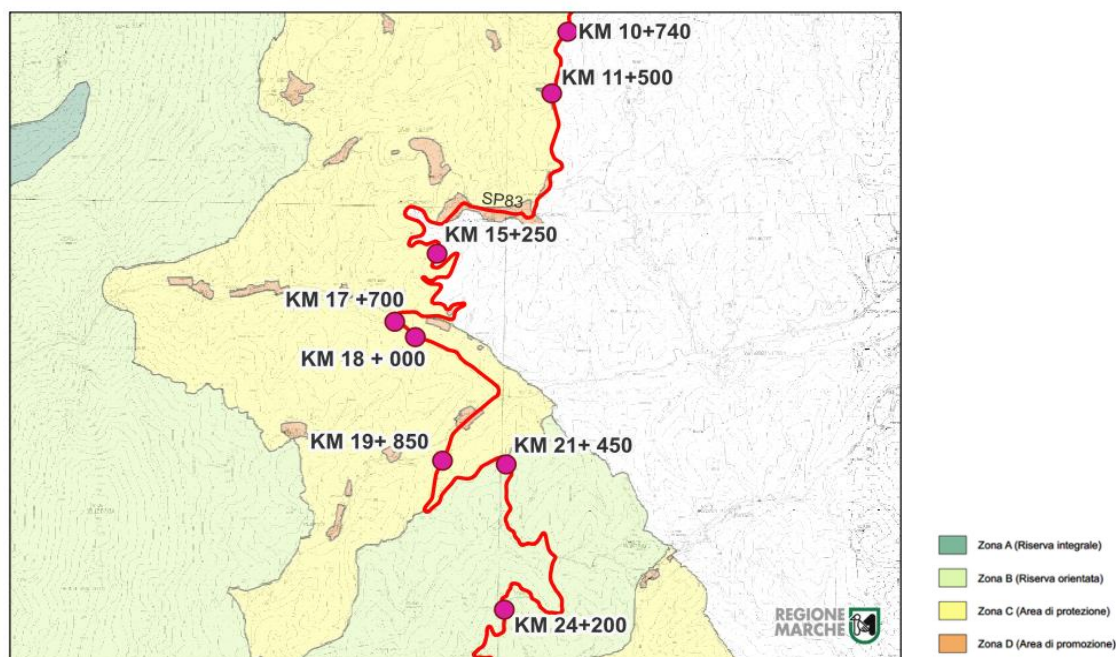 KM 10+740
KM 11+500
SP83
KM 15+250
KM 17 +700
KM 18 + 000
KM 19+ 850
KM 21+ 450
KM 24+200
REGIONE
MARCHE
Zona A (Riserva integrale)
Zona B (Riserva orientata)
Zona C (Area di protezione)
Zona D (Area di promozione)